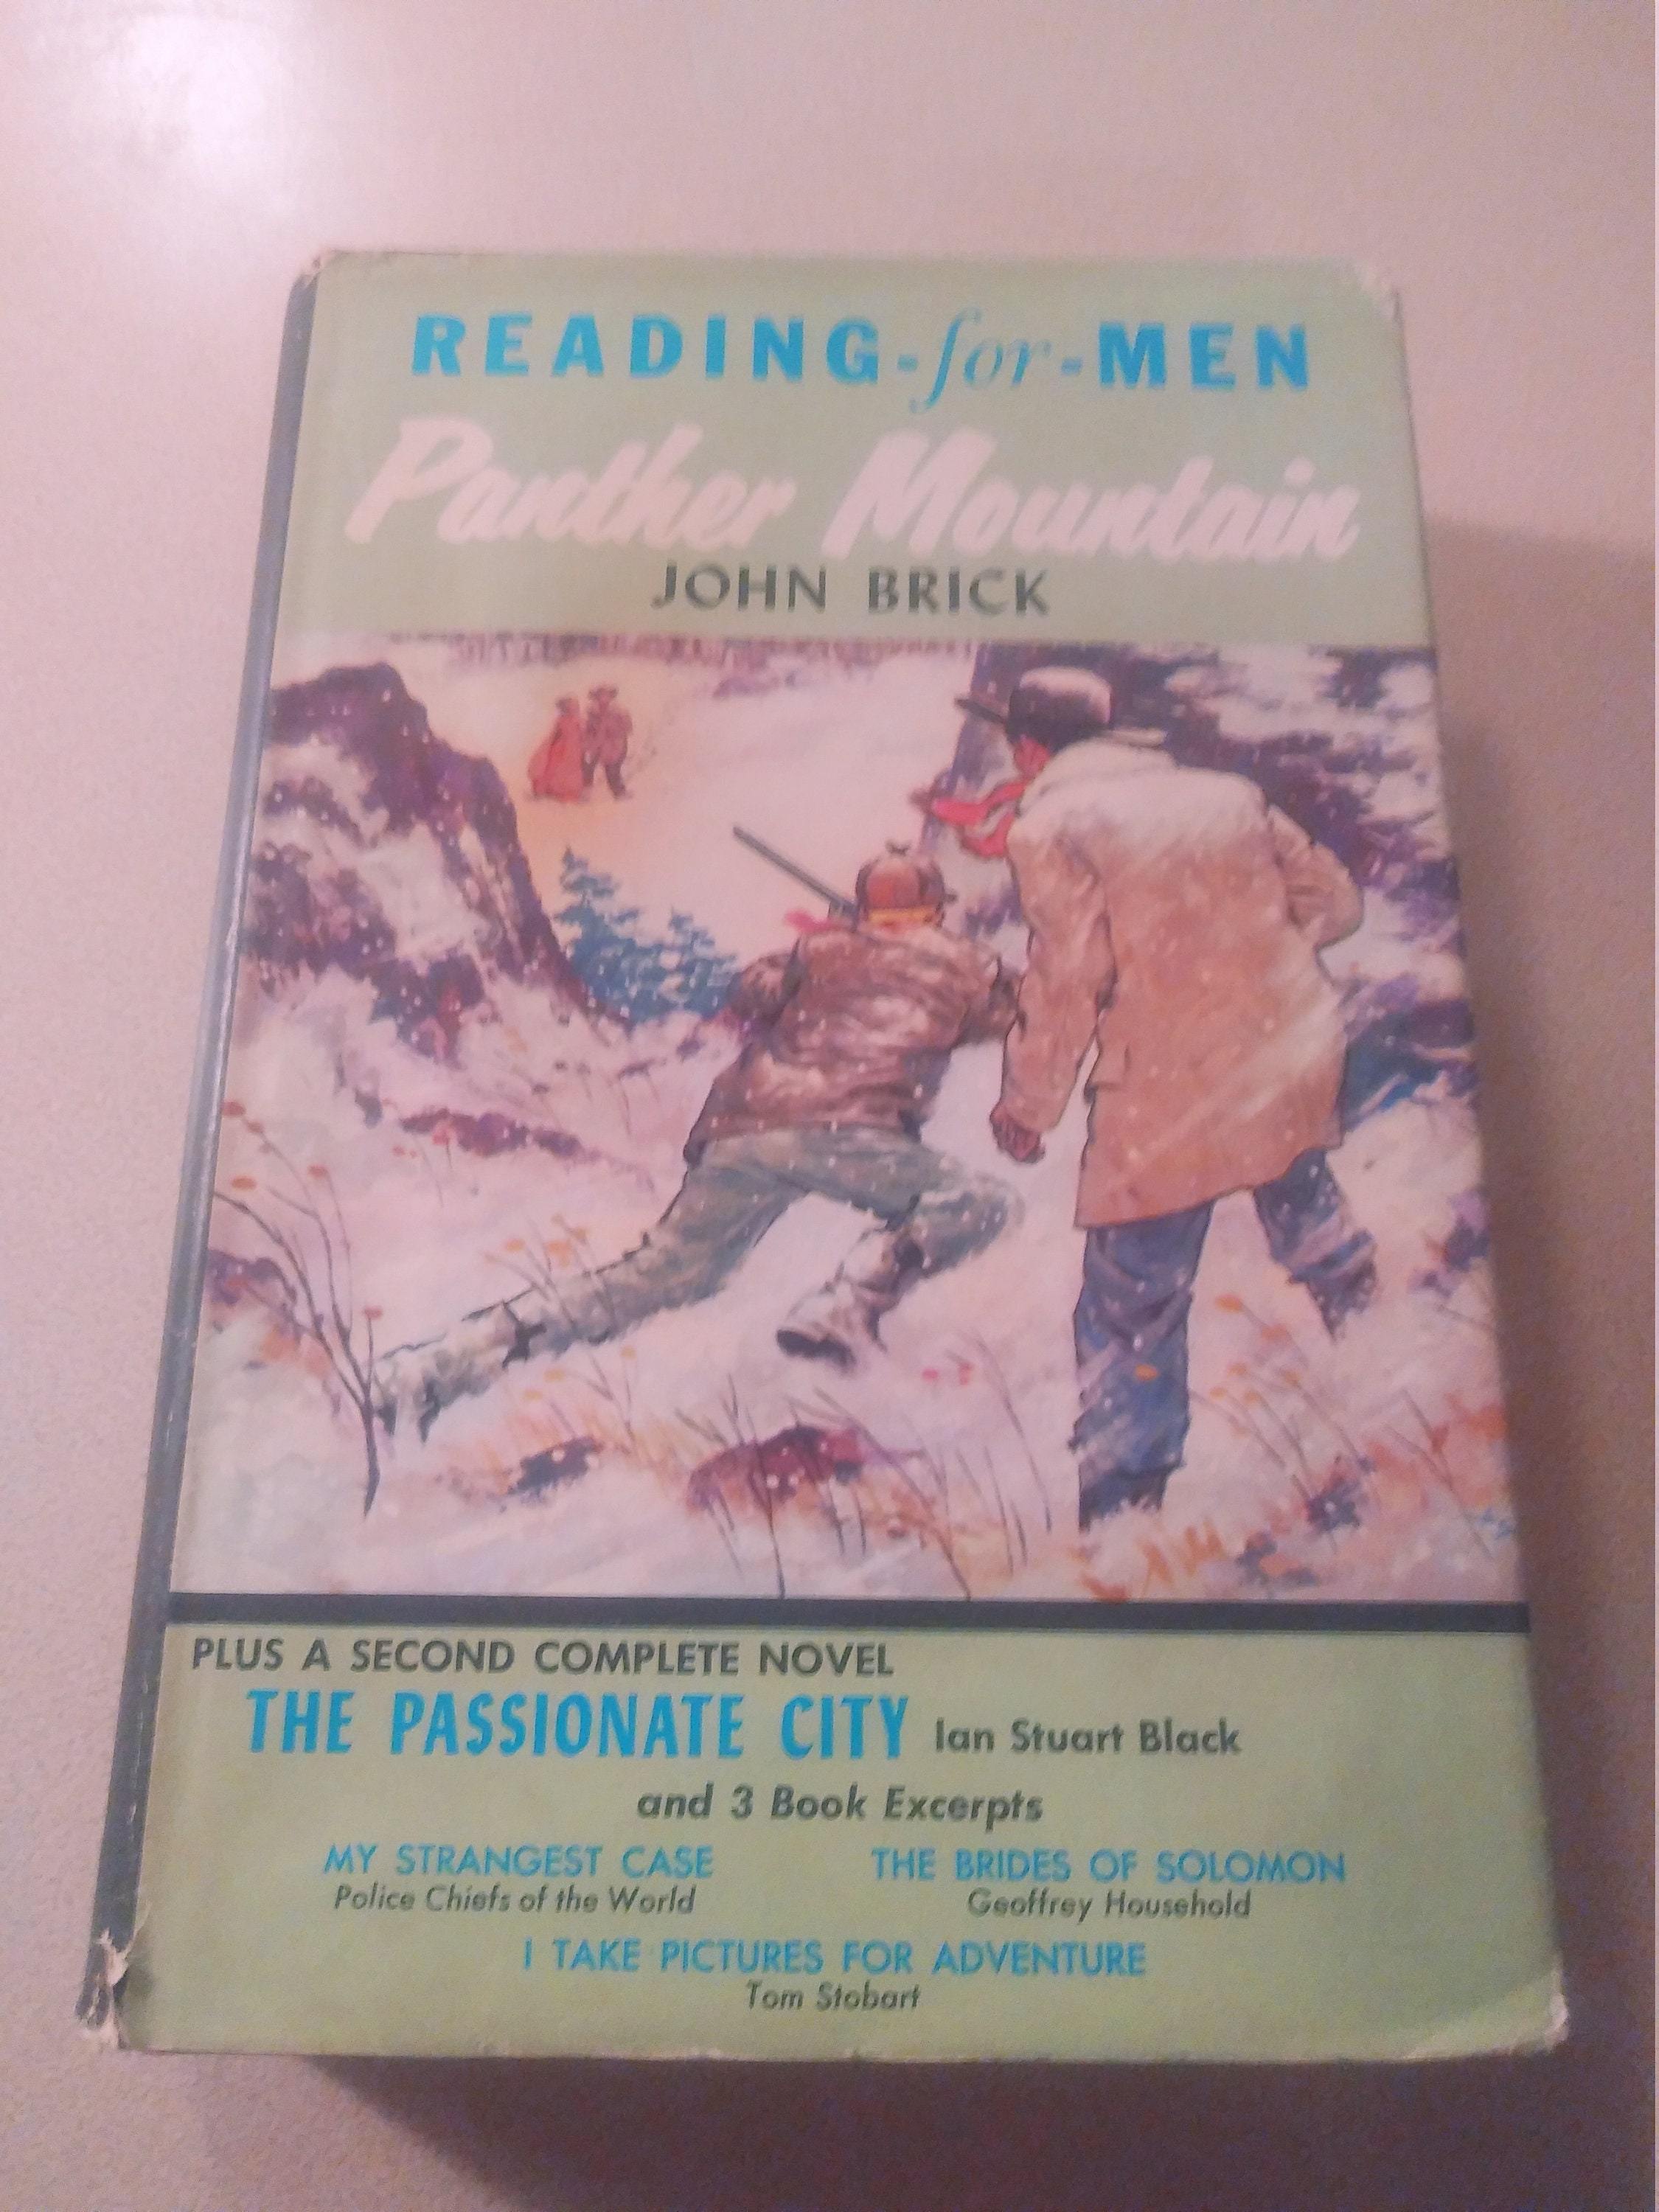 READING-for-MEN
Panther Mountain
JOHN BRICK
PLUS A SECOND COMPLETE NOVEL
THE PASSIONATE CITY Ian Stuart Black
and 3 Book Excerpts
MY STRANGEST CASE THE BRIDES OF SOLOMON
Police Chiefs of the World Geoffrey Household
I TAKE PICTURES FOR ADVENTURE
Tom Stobart